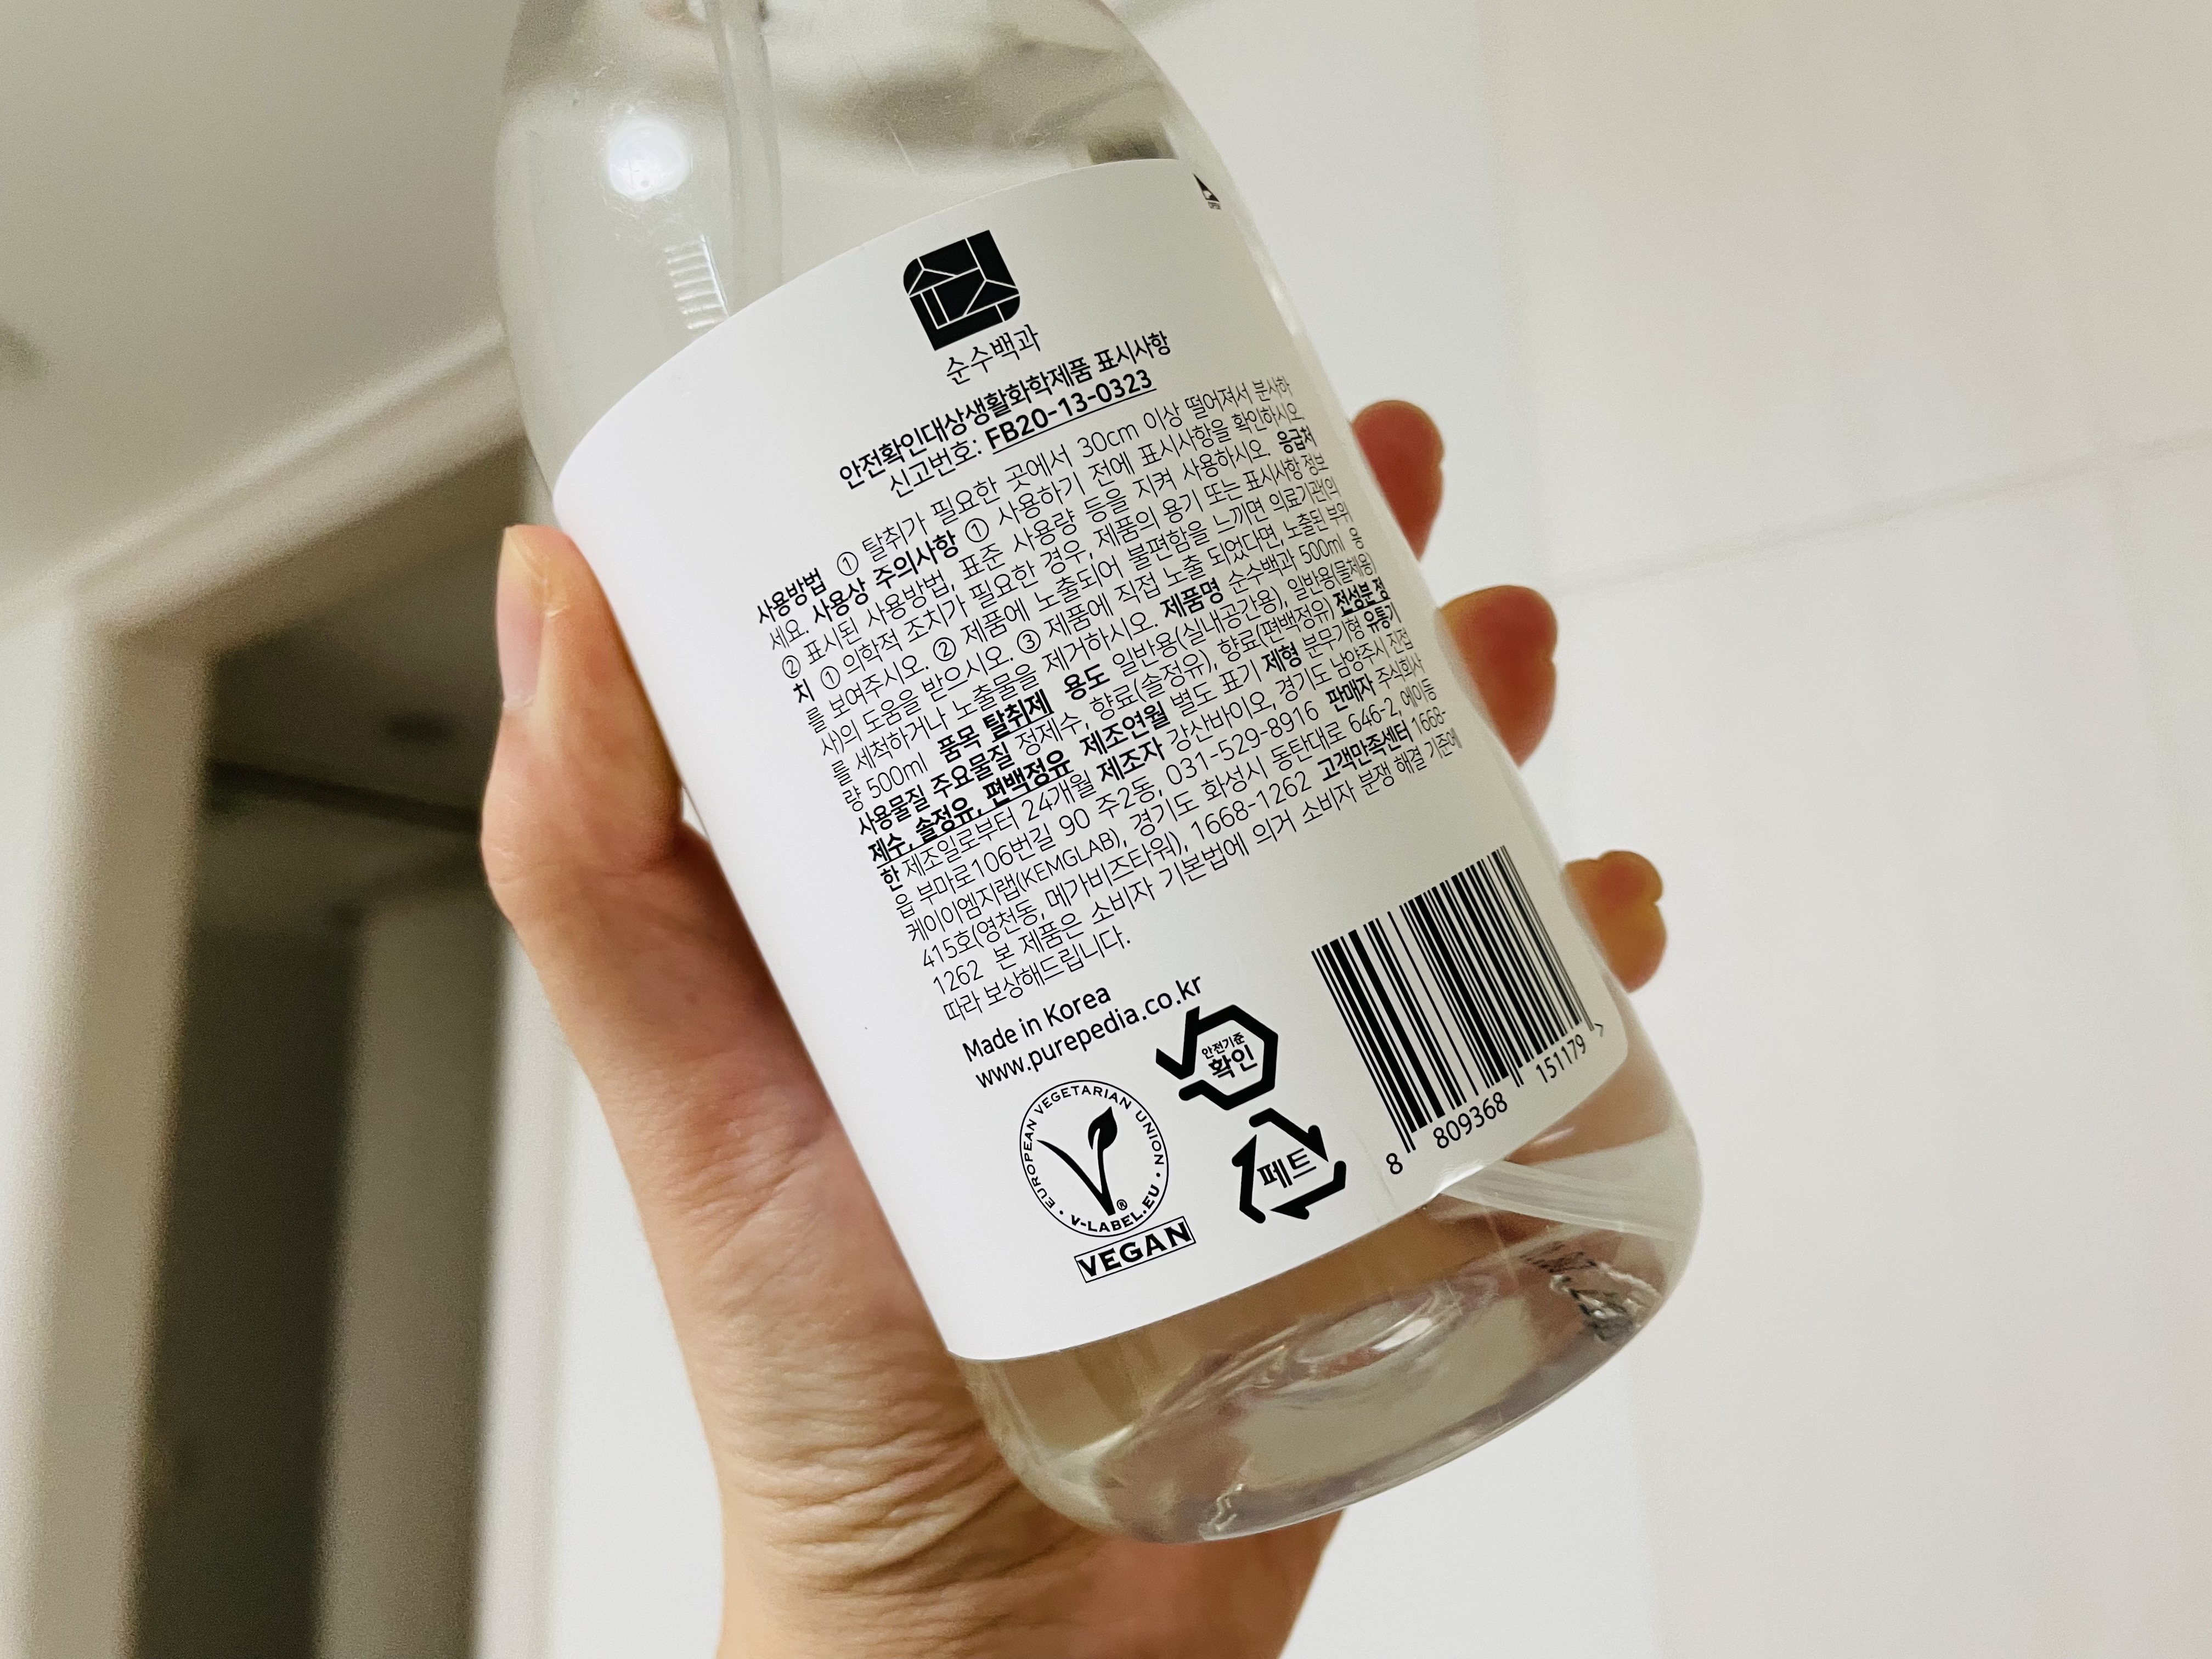 순수백과
안전확인대상생활화학제품 표시사항
신고번호: FB20-13-0323
사용방법 ① 탈취가 필요한 곳에서 30cm 이상 떨어져서 분사하
세요. 사용상 주의사항 ① 사용하기 전에 표시사항을 확인하시오.
② 표시된 사용방법, 표준 사용량 등을 지켜 사용하시오. 응급처
치 ① 의학적 조치가 필요한 경우, 제품의 용기 또는 표시사항 정보
를 보여주시오. ② 제품에 노출되어 불편함을 느끼면 의료기관(의
사)의 도움을 받으시오. ③ 제품에 직접 노출 되었다면, 노출된 부위
를 세척하거나 노출물을 제거하시오. 제품명 순수백과 500ml 용
량 500ml 품목 탈취제 용도 일반용(실내공간용), 일반용(물체용)
사용물질 주요물질 정제수, 향료(솔정유), 향료(편백정유) 전성분 정
제수, 솔정유, 편백정유 제조연월 별도 표기 제형 분무기형 유통기
한 제조일로부터 24개월 제조자 강산바이오, 경기도 남양주시 진접
읍 부마로106번길 90 주2동, 031-529-8916 판매자 주식회사
케이이엠지랩(KEMGLAB), 경기도 화성시 동탄대로 646-2, 에이동
415호(영천동, 메가비즈타워), 1668-1262 고객만족센터 1668-
1262 본 제품은 소비자 기본법에 의거 소비자 분쟁 해결 기준에
따라 보상해드립니다.
Made in Korea
www.purepedia.co.kr
안전기준
확인
EUROPEAN VEGETARIAN UNION
V-LABEL.EU
®
VEGAN
페트
8 809368 151179 >